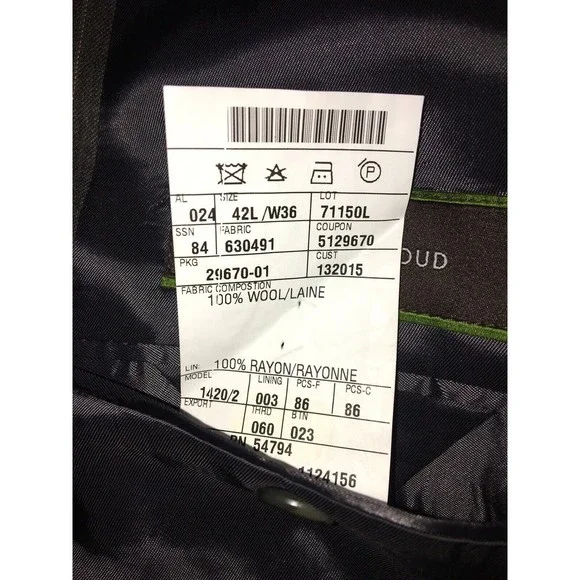 AL SIZE LOT
024 42L /W36 71150L
SSN FABRIC COUPON
84 630491 5129670
PKG CUST
29670-01 132015
FABRIC COMPOSTION
100% WOOL/LAINE
OUD
LIN: 100% RAYON/RAYONNE
MODEL LINING PCS-F PCS-C
1420/2 003 86 86
EXPORT THRD BTN
060 023
54794
1124156
P